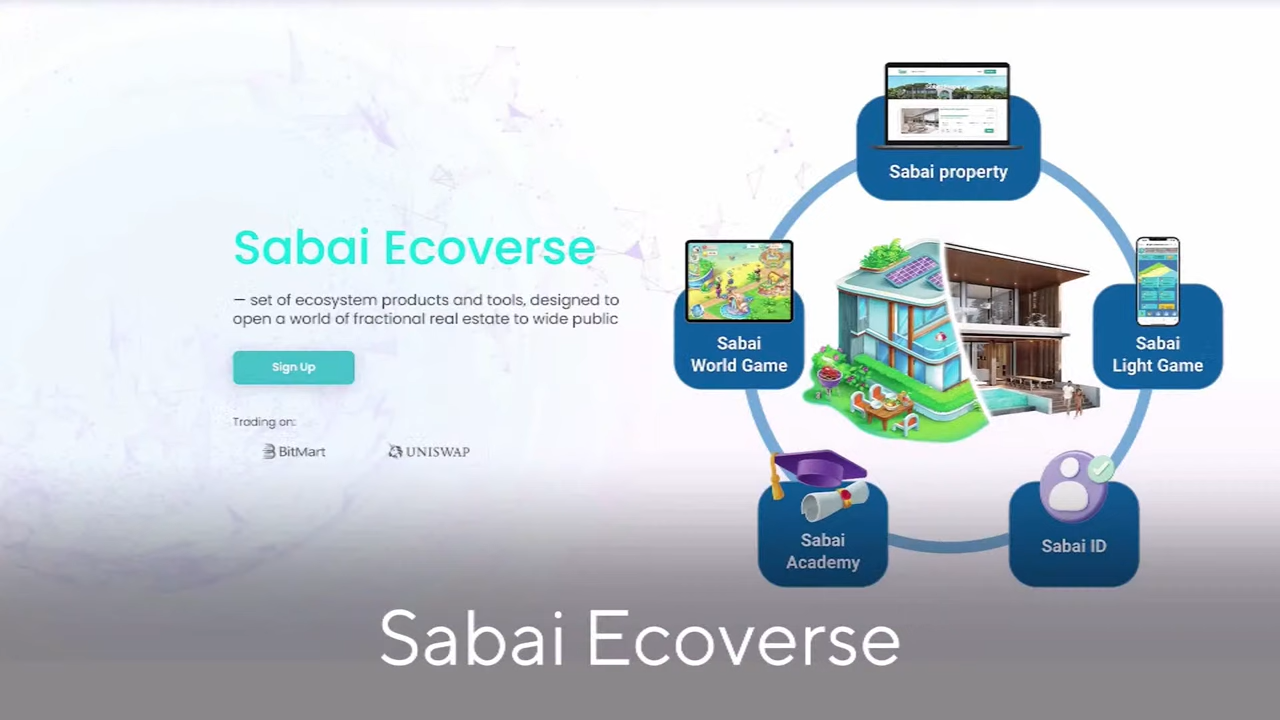 Sabai Ecoverse
— set of ecosystem products and tools, designed to
open a world of fractional real estate to wide public
Sign Up
Trading on:
BitMart
UNISWAP
Sabai property
Sabai
World Game
Sabai
Light Game
Sabai
Academy
Sabai ID
Sabai Ecoverse